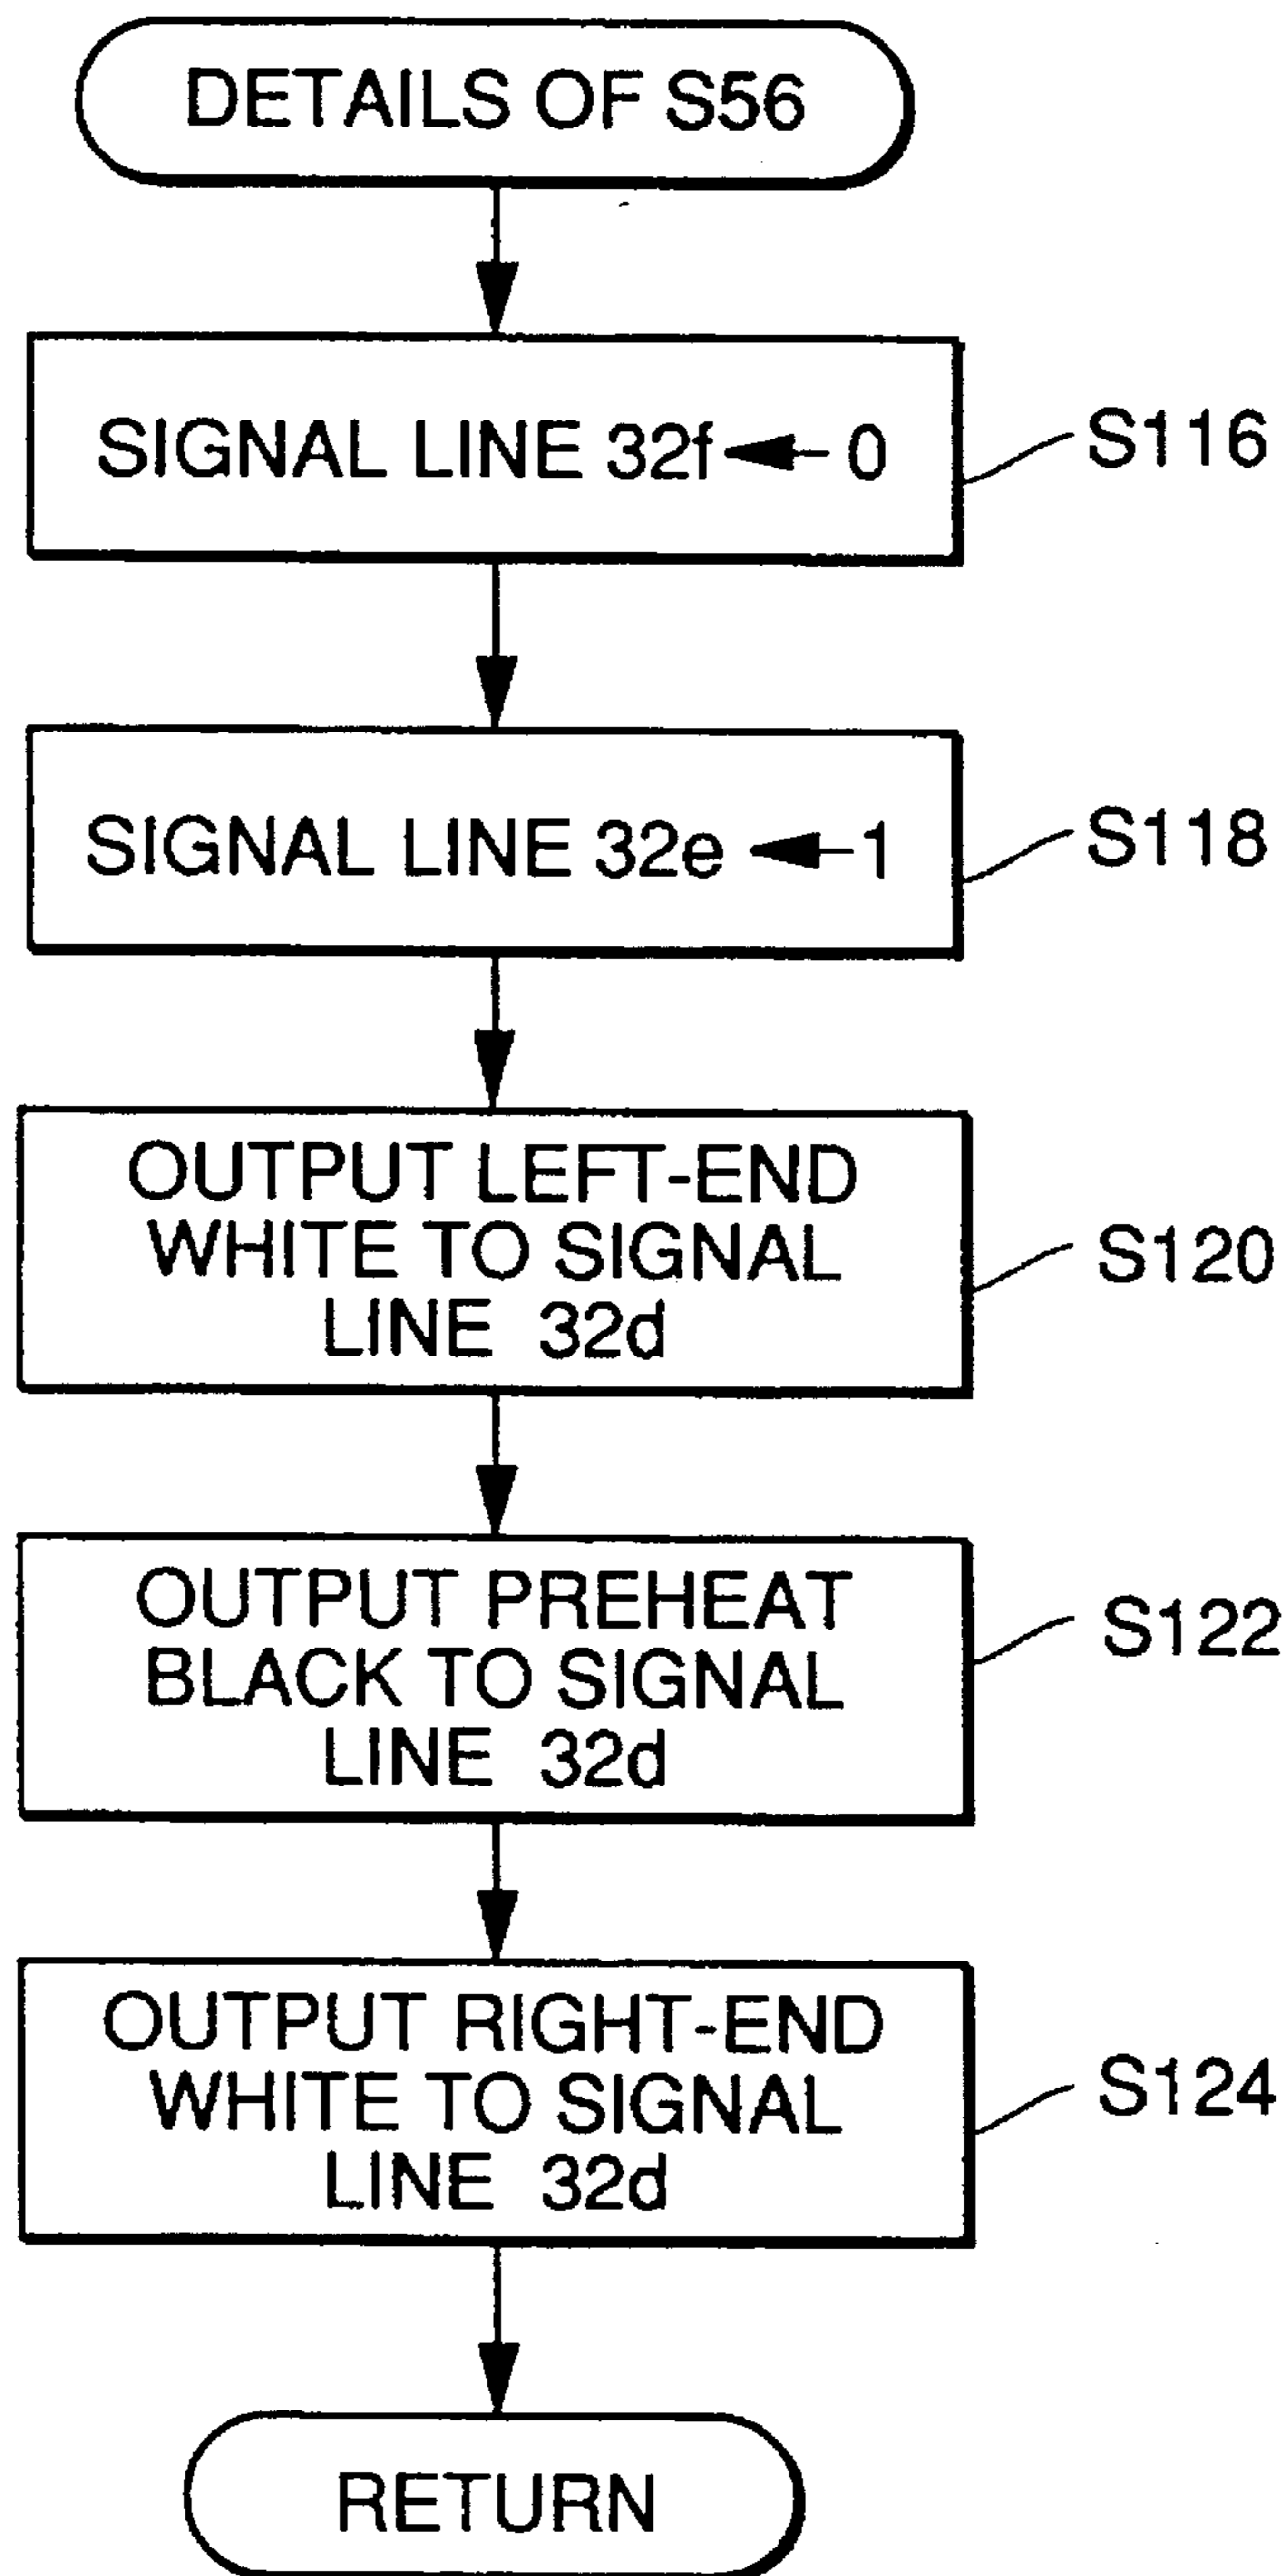 DETAILS OF S56
SIGNAL LINE 32f ← 0
S116
SIGNAL LINE 32e ← 1
S118
OUTPUT LEFT-END
WHITE TO SIGNAL
LINE 32d
S120
OUTPUT PREHEAT
BLACK TO SIGNAL
LINE 32d
S122
OUTPUT RIGHT-END
WHITE TO SIGNAL
LINE 32d
S124
RETURN